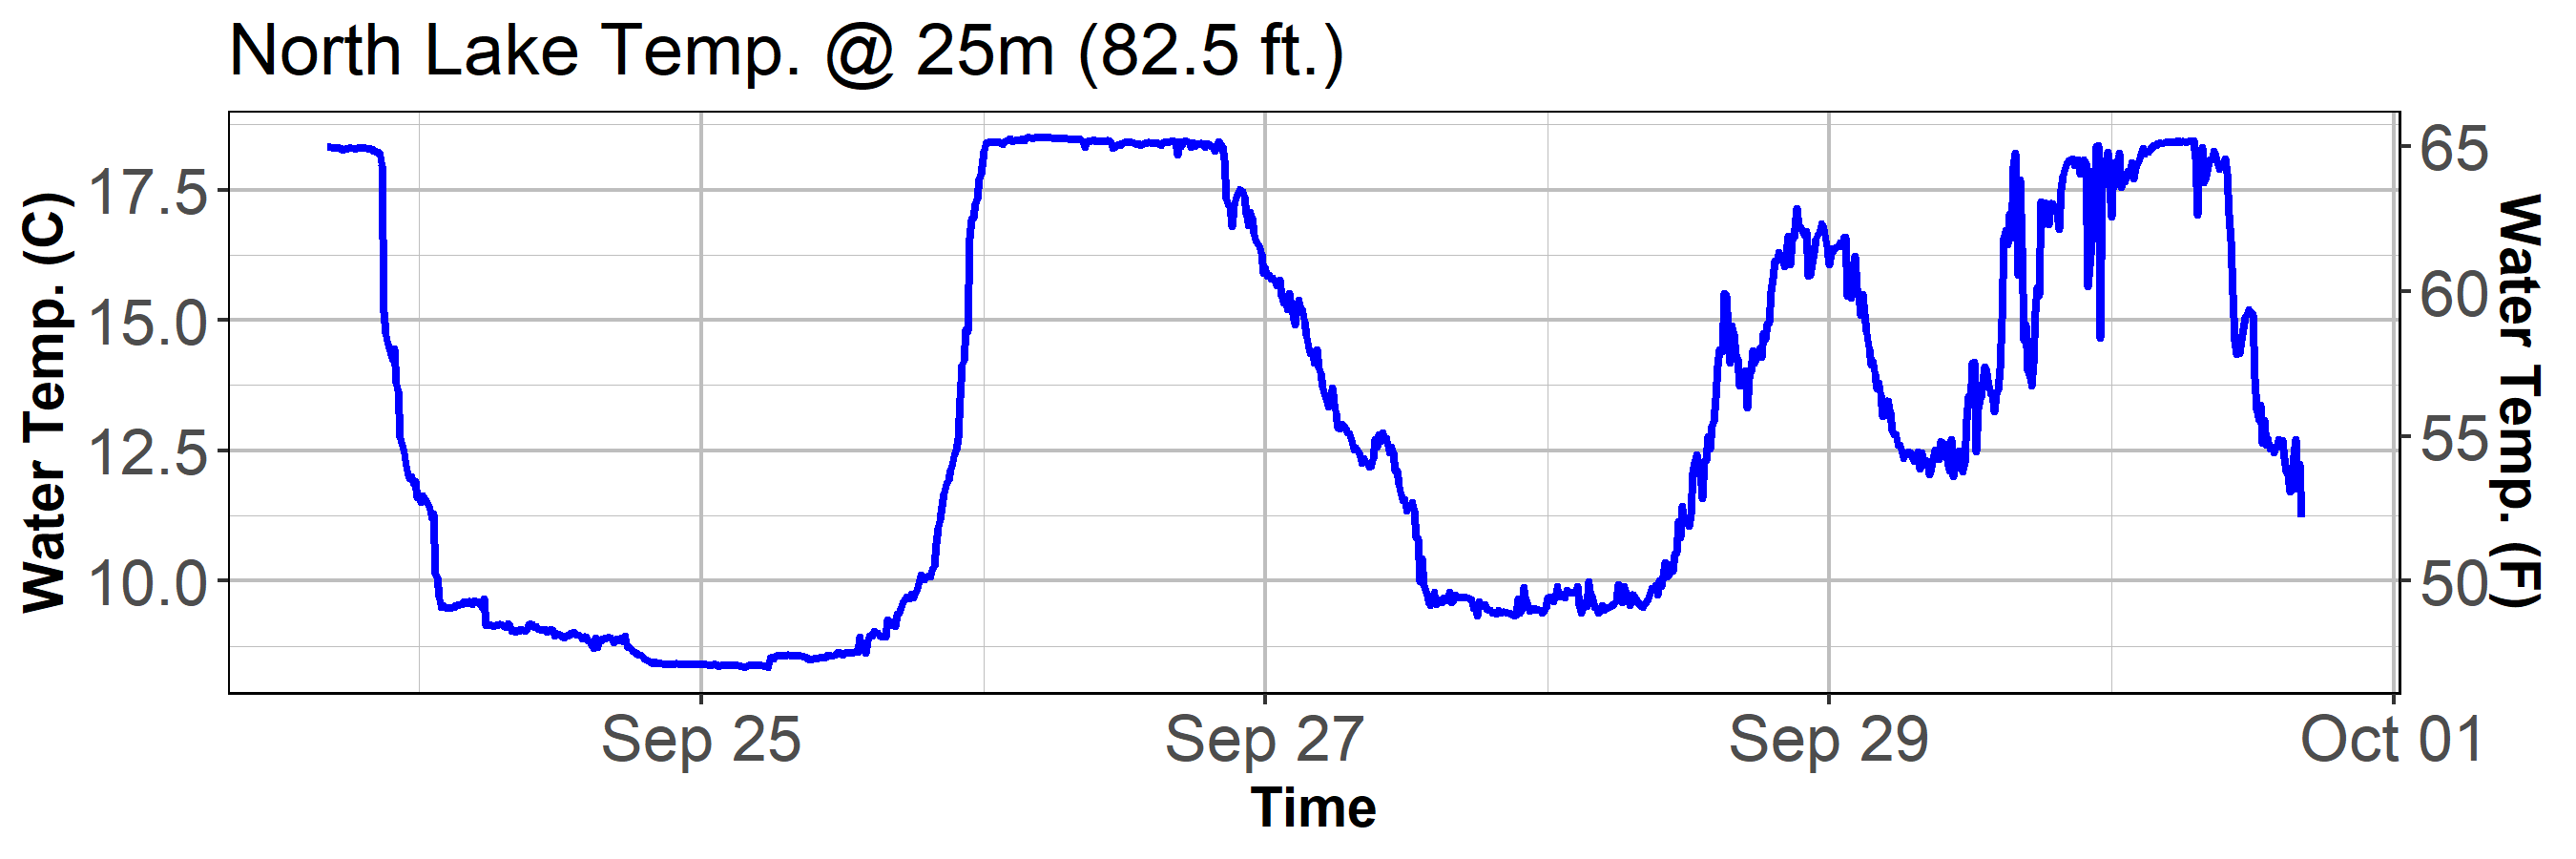 North Lake Temp. @ 25m (82.5 ft.)
Water Temp. (C)
17.5
15.0
12.5
10.0
65
60
55
50
Water Temp. (F)
Sep 25
Sep 27
Sep 29
Oct 01
Time